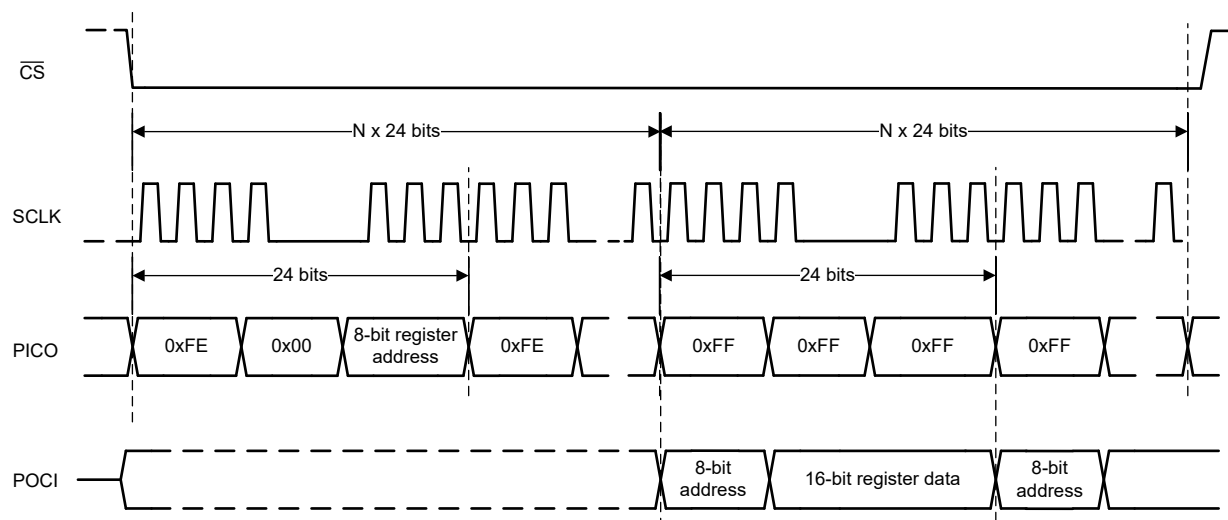 CS
N x 24 bits
N x 24 bits
SCLK
24 bits
24 bits
PICO
0xFE
0x00
8-bit register
address
0xFE
0xFF
0xFF
0xFF
0xFF
POCI
8-bit
address
16-bit register data
8-bit
address